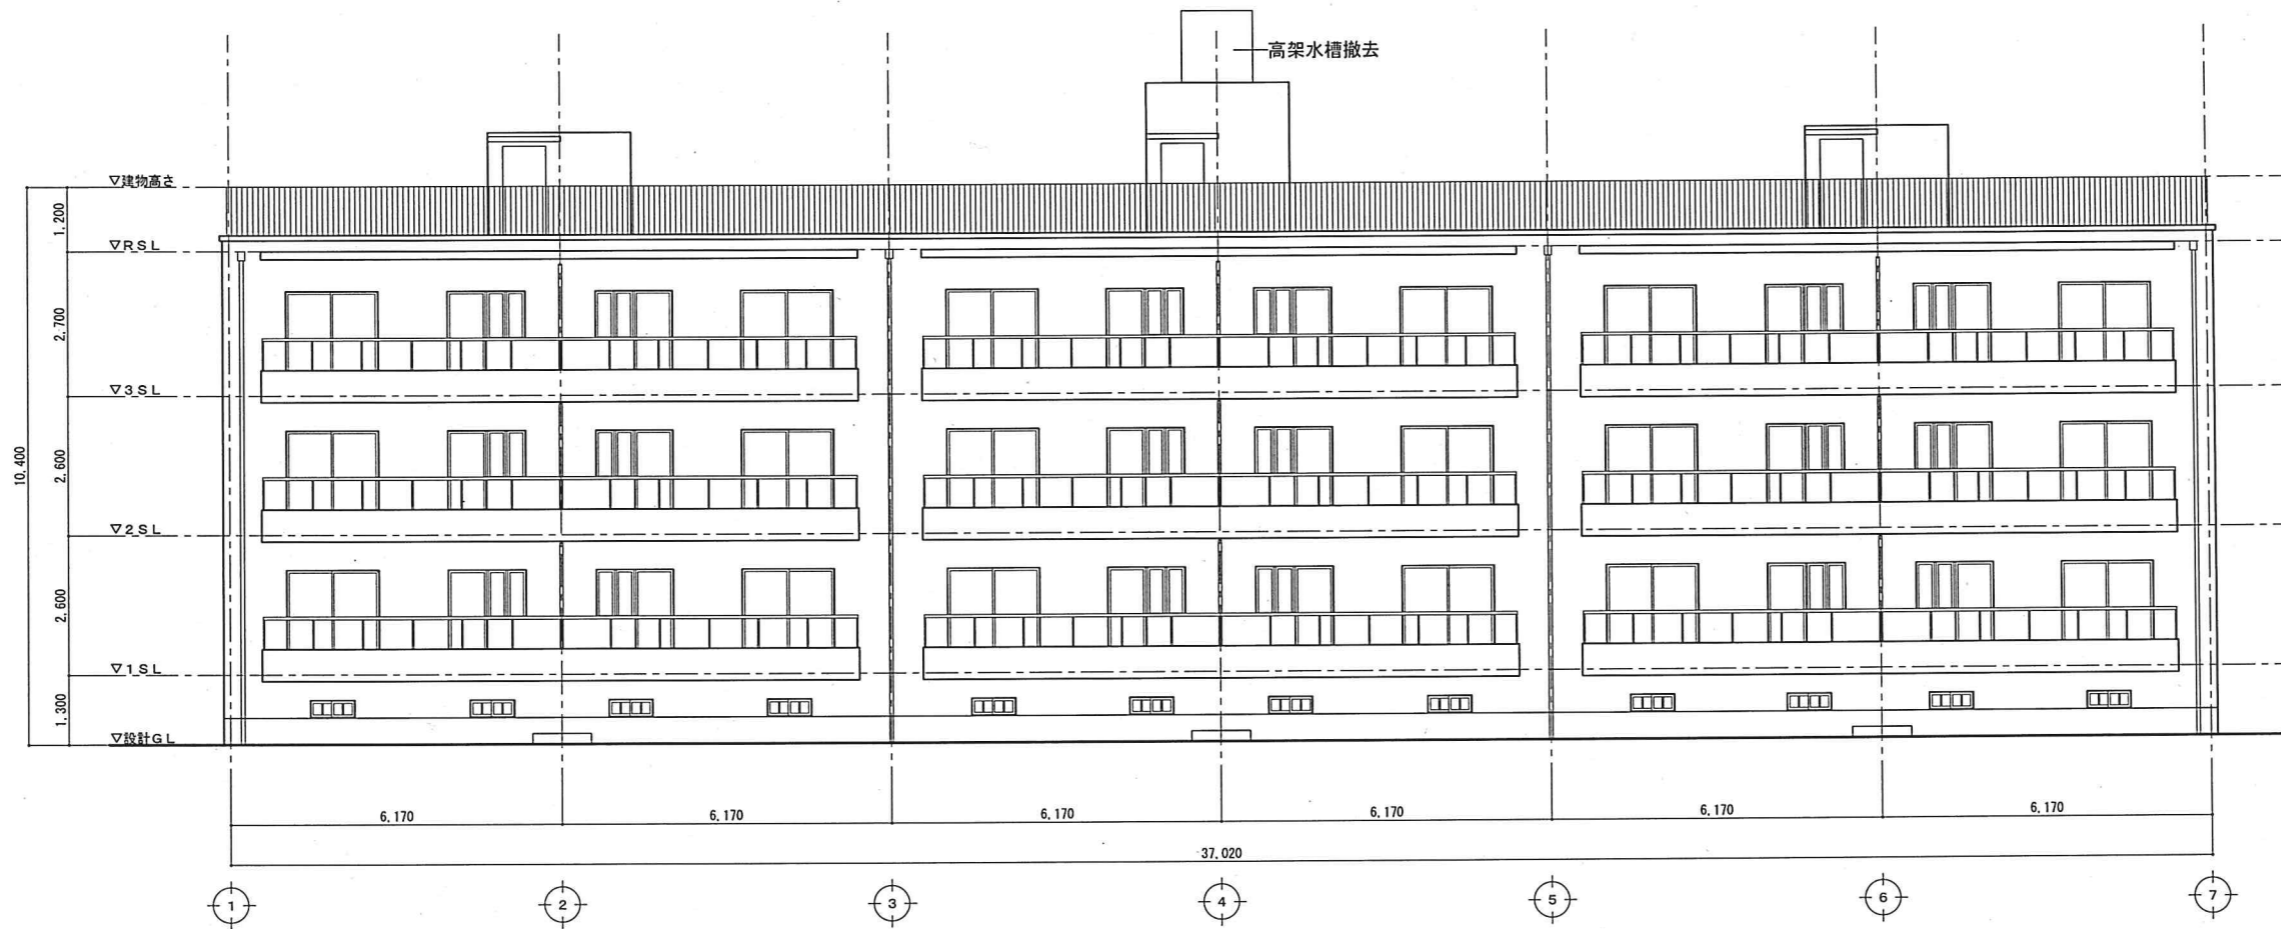 高架水槽撤去
▽建物高さ
1,200
▽RSL
2,700
▽3SL
10,400
2,600
▽2SL
2,600
▽1SL
1,300
▽設計GL
6,170 6,170 6,170 6,170 6,170 6,170
37,020
1 2 3 4 5 6 7